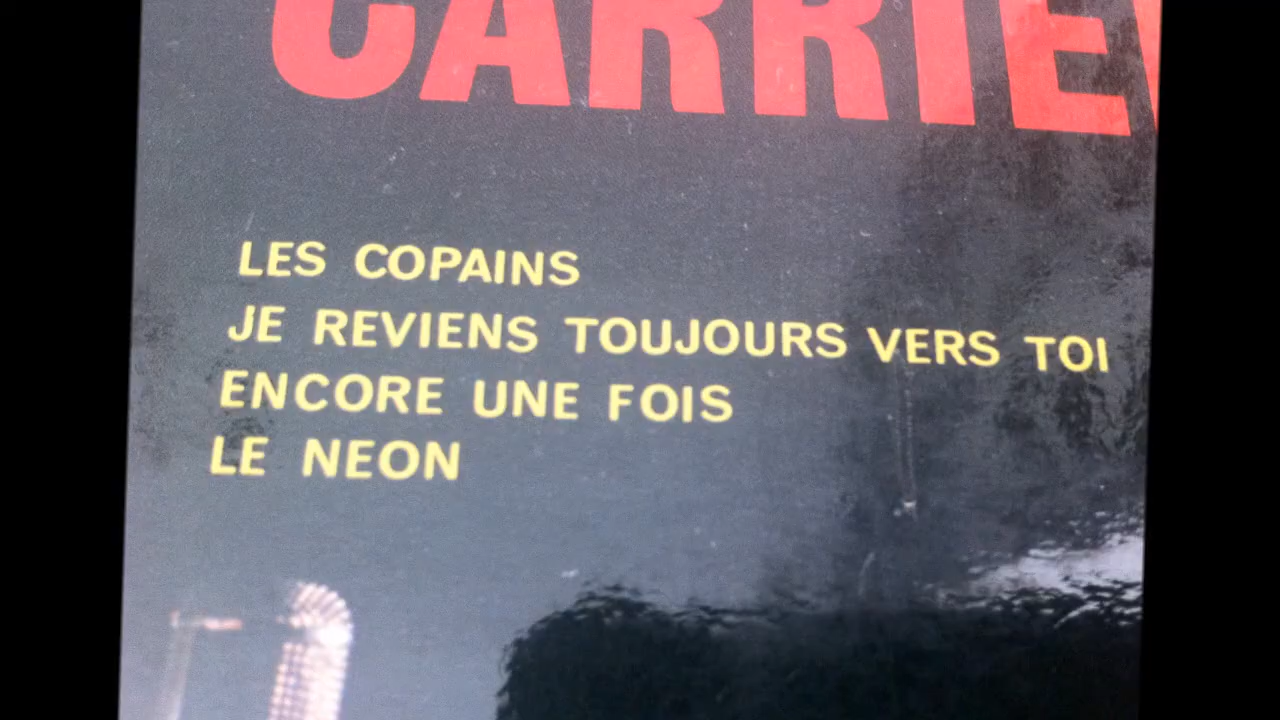 CARRIE
LES COPAINS
JE REVIENS TOUJOURS VERS TOI
ENCORE UNE FOIS
LE NEON